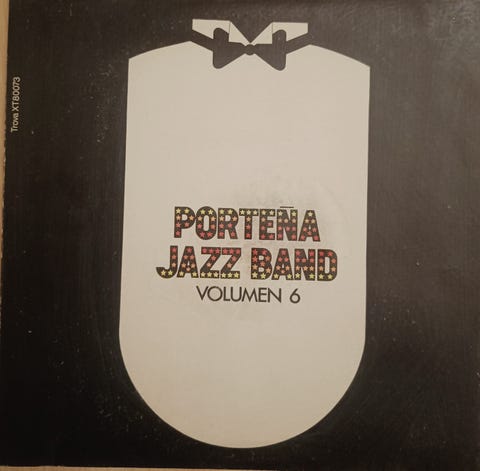 Trova XT80073
PORTEÑA
JAZZ BAND
VOLUMEN 6